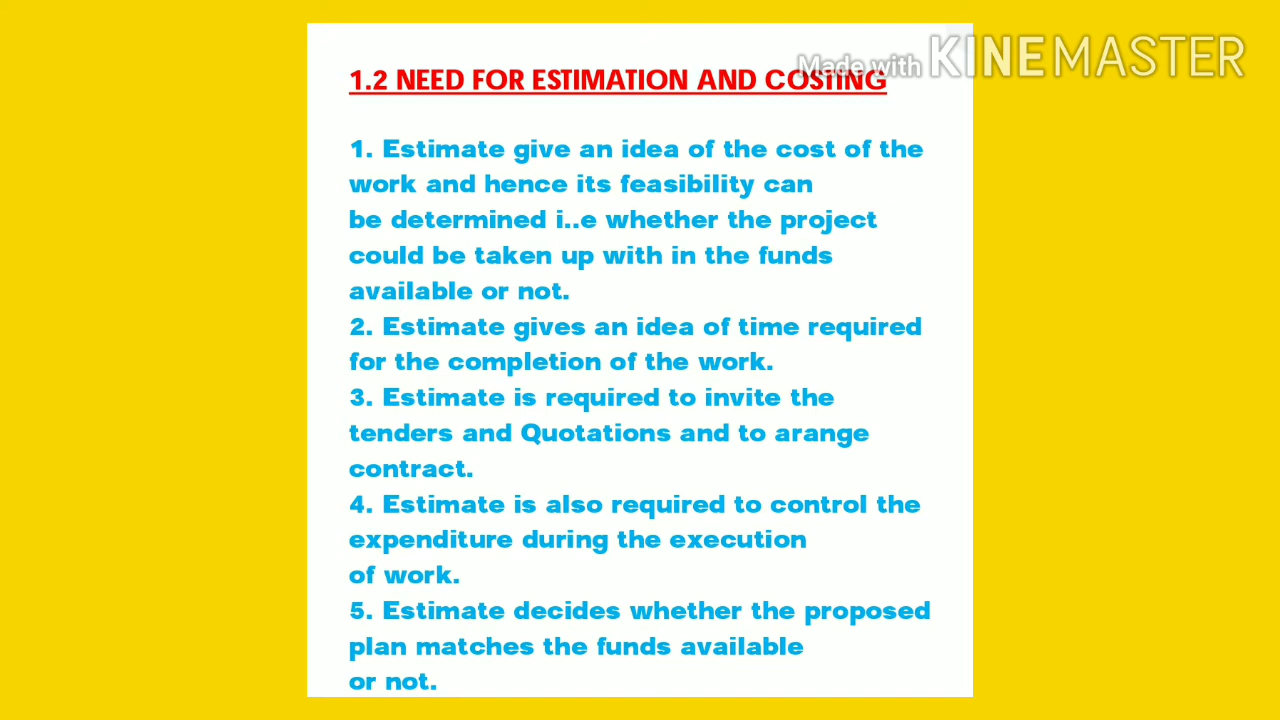 Made with KINEMASTER
1.2 NEED FOR ESTIMATION AND COSTING
1. Estimate give an idea of the cost of the
work and hence its feasibility can
be determined i..e whether the project
could be taken up with in the funds
available or not.
2. Estimate gives an idea of time required
for the completion of the work.
3. Estimate is required to invite the
tenders and Quotations and to arange
contract.
4. Estimate is also required to control the
expenditure during the execution
of work.
5. Estimate decides whether the proposed
plan matches the funds available
or not.